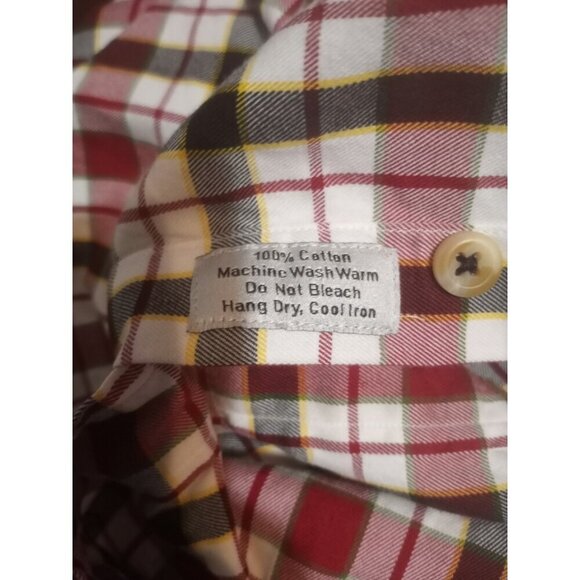 100% Cotton
Machine Wash Warm
Do Not Bleach
Hang Dry, Cool Iron